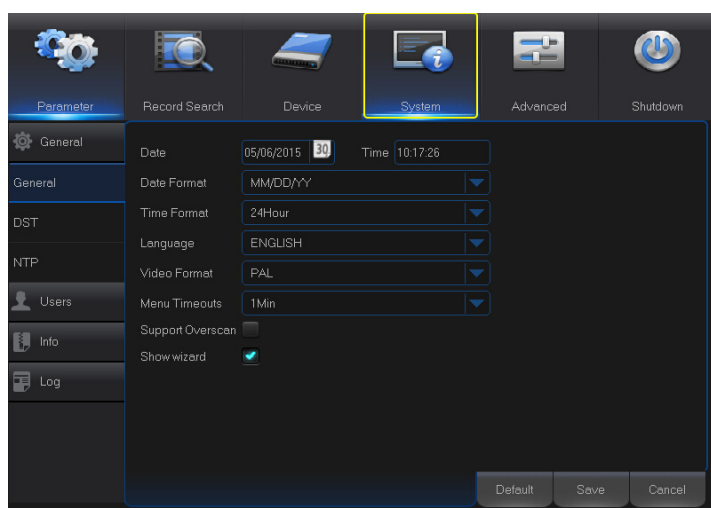 Parameter Record Search Device System Advanced Shutdown
General
General
DST
NTP
Users
Info
Log
Date 05/06/2015 30 Time 10:17:26
Date Format MM/DD/YY
Time Format 24Hour
Language ENGLISH
Video Format PAL
Menu Timeouts 1Min
Support Overscan
Show wizard
Default Save Cancel